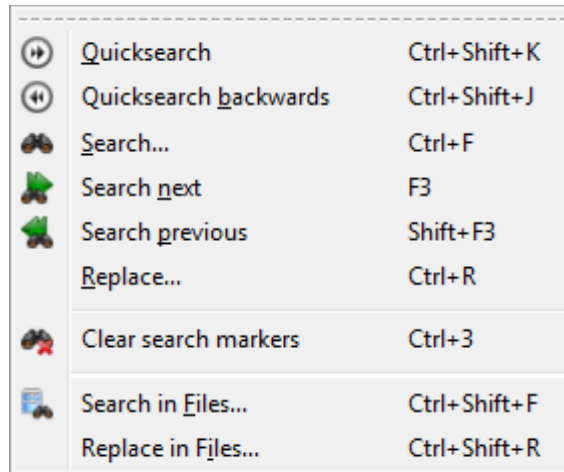 Quicksearch Ctrl+Shift+K
Quicksearch backwards Ctrl+Shift+J
Search... Ctrl+F
Search next F3
Search previous Shift+F3
Replace... Ctrl+R
Clear search markers Ctrl+3
Search in Files... Ctrl+Shift+F
Replace in Files... Ctrl+Shift+R